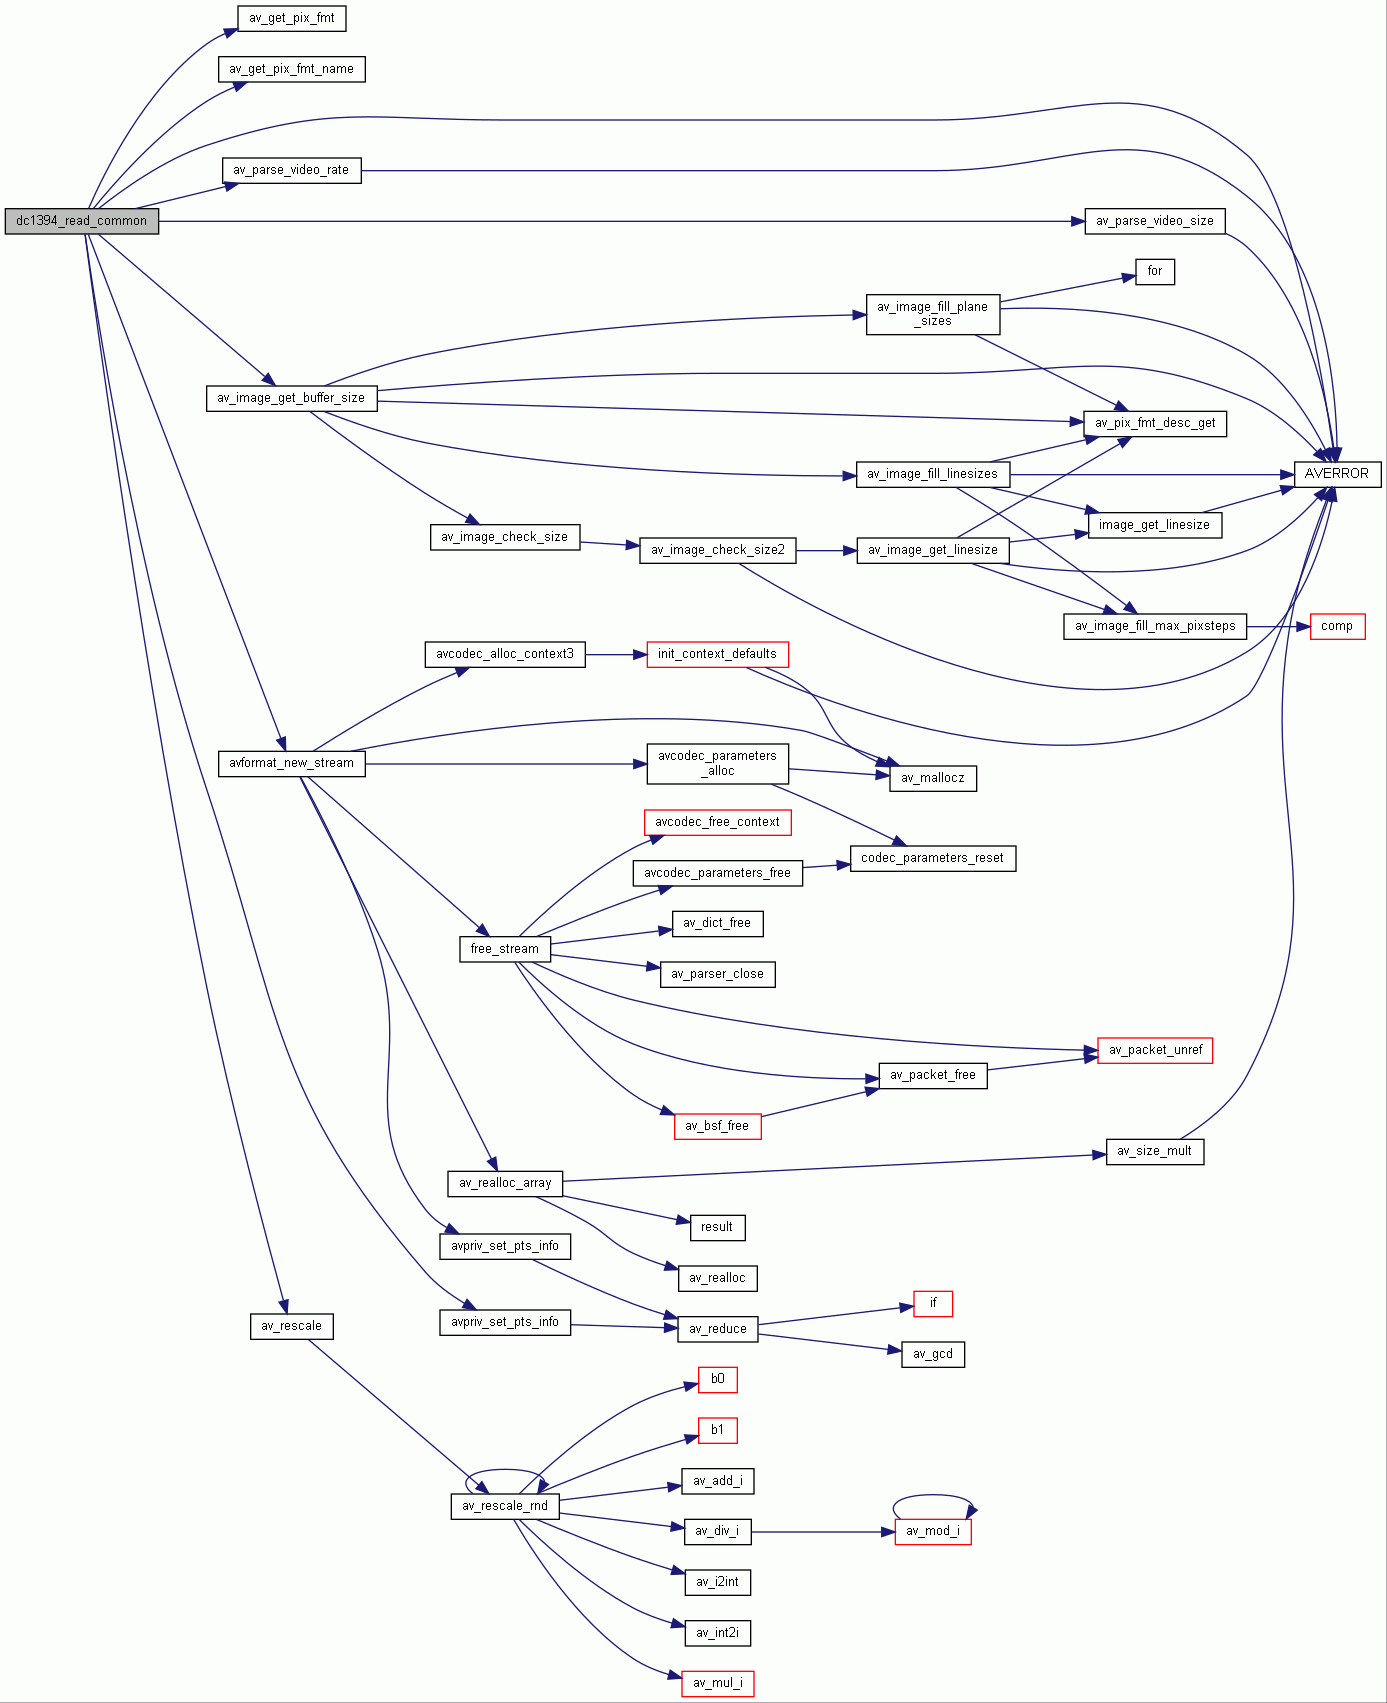 av_get_pix_fmt
av_get_pix_fmt_name
av_parse_video_rate
dc1394_read_common
av_parse_video_size
for
av_image_fill_plane
_sizes
av_image_get_buffer_size
av_pix_fmt_desc_get
av_image_fill_linesizes
AVERROR
image_get_linesize
av_image_check_size
av_image_check_size2
av_image_get_linesize
av_image_fill_max_pixsteps
comp
avcodec_alloc_context3
init_context_defaults
avformat_new_stream
avcodec_parameters
_alloc
av_mallocz
avcodec_free_context
codec_parameters_reset
avcodec_parameters_free
av_dict_free
free_stream
av_parser_close
av_packet_unref
av_packet_free
av_bsf_free
av_size_mult
av_realloc_array
result
avpriv_set_pts_info
av_realloc
if
av_rescale
avpriv_set_pts_info
av_reduce
av_gcd
b0
b1
av_add_i
av_rescale_rnd
av_div_i
av_mod_i
av_i2int
av_int2i
av_mul_i